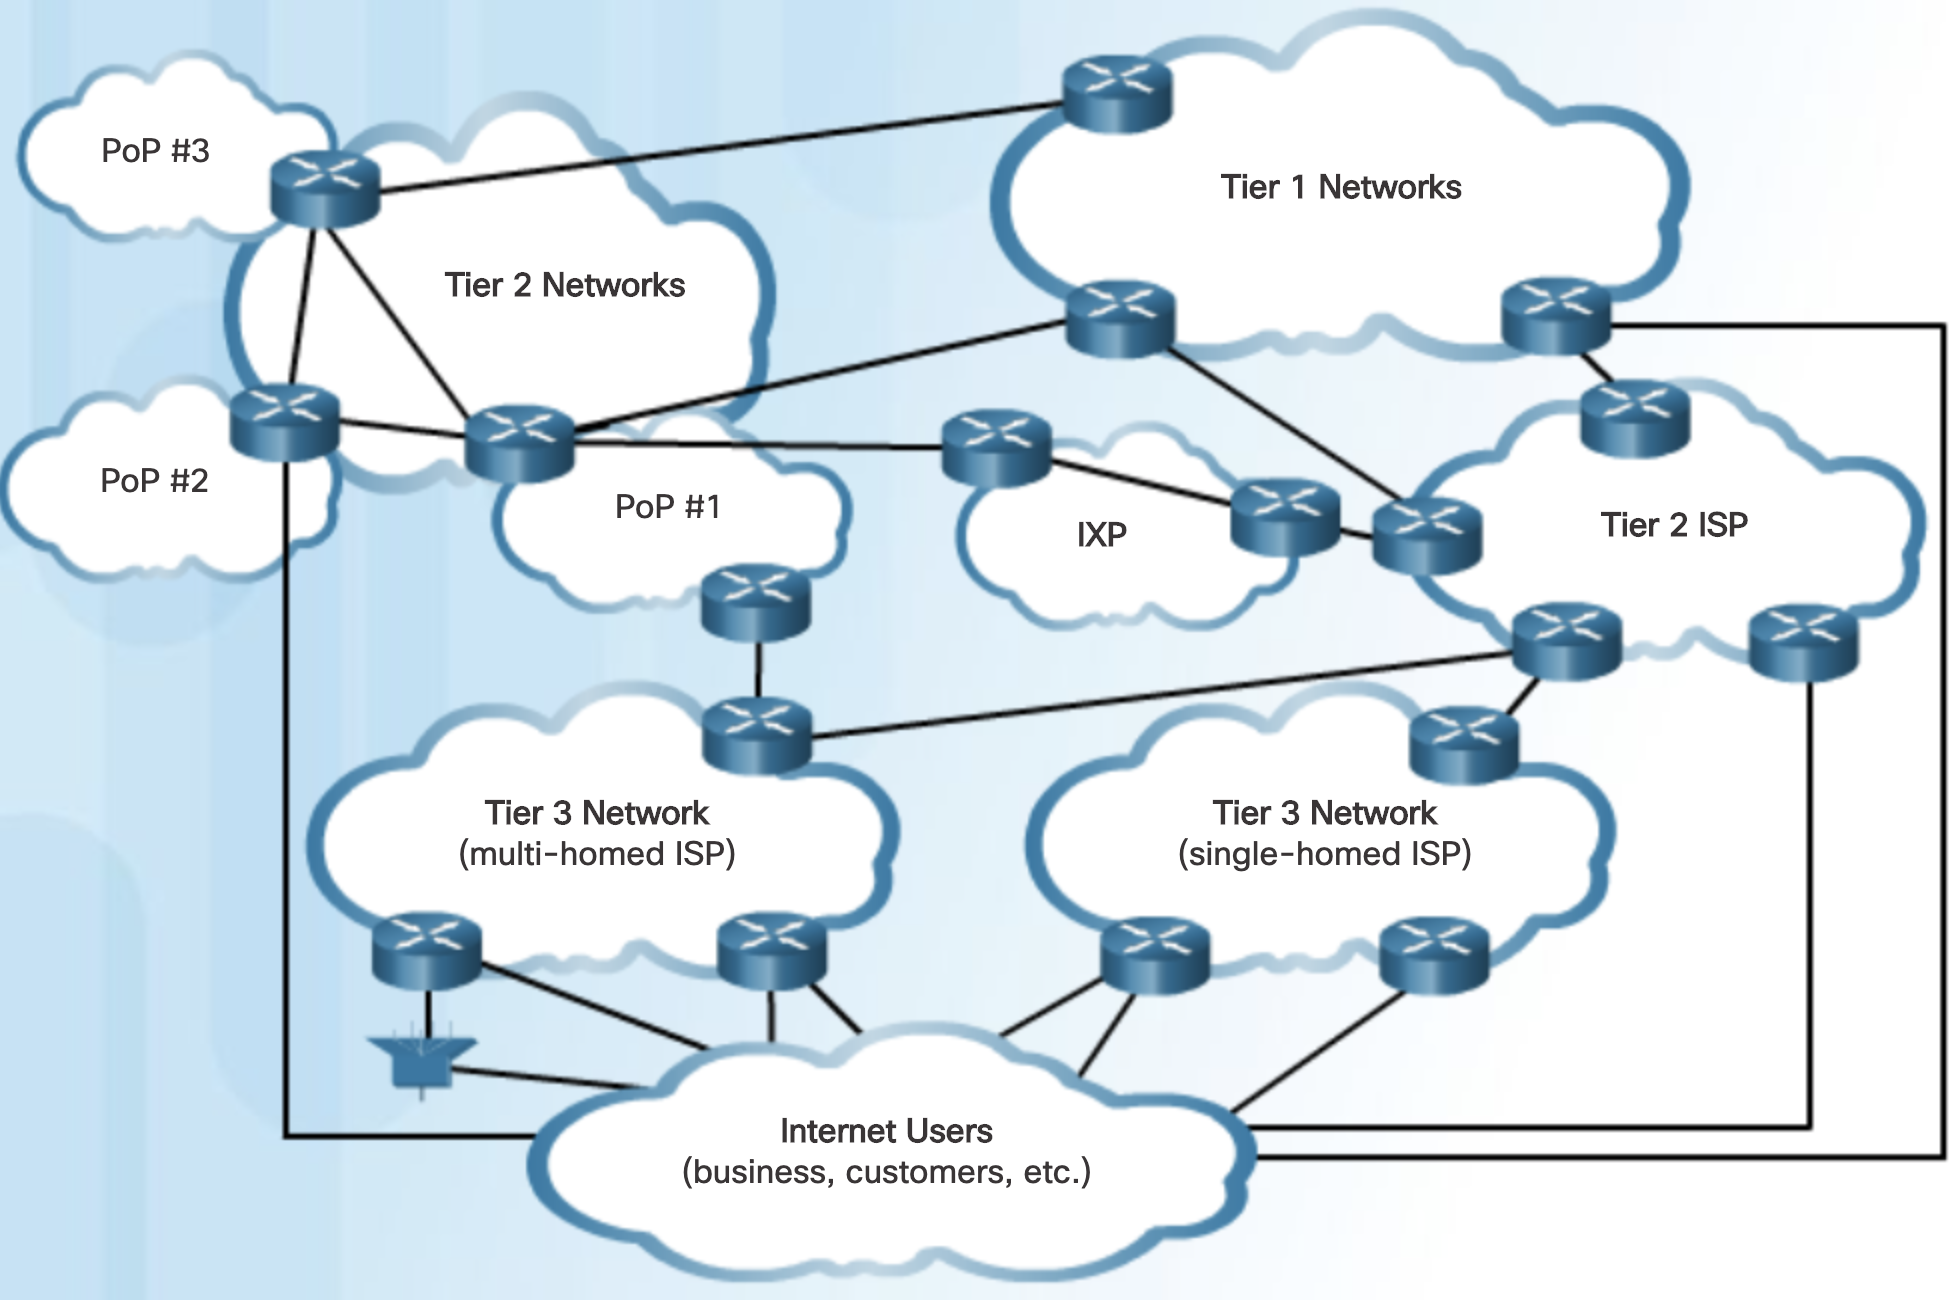 PoP #3
Tier 1 Networks
Tier 2 Networks
PoP #2
PoP #1
IXP
Tier 2 ISP
Tier 3 Network
(multi-homed ISP)
Tier 3 Network
(single-homed ISP)
Internet Users
(business, customers, etc.)